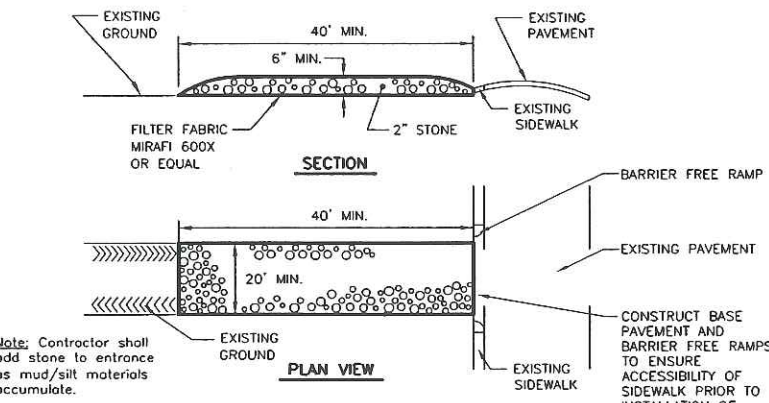 EXISTING
GROUND
40' MIN.
6" MIN.
EXISTING
PAVEMENT
EXISTING
SIDEWALK
FILTER FABRIC
MIRAFI 600X
OR EQUAL
2" STONE
SECTION
BARRIER FREE RAMP
40' MIN.
EXISTING PAVEMENT
20' MIN.
Note: Contractor shall
add stone to entrance
as mud/silt materials
accumulate.
EXISTING
GROUND
PLAN VIEW
EXISTING
SIDEWALK
CONSTRUCT BASE
PAVEMENT AND
BARRIER FREE RAMPS
TO ENSURE
ACCESSIBILITY OF
SIDEWALK PRIOR TO